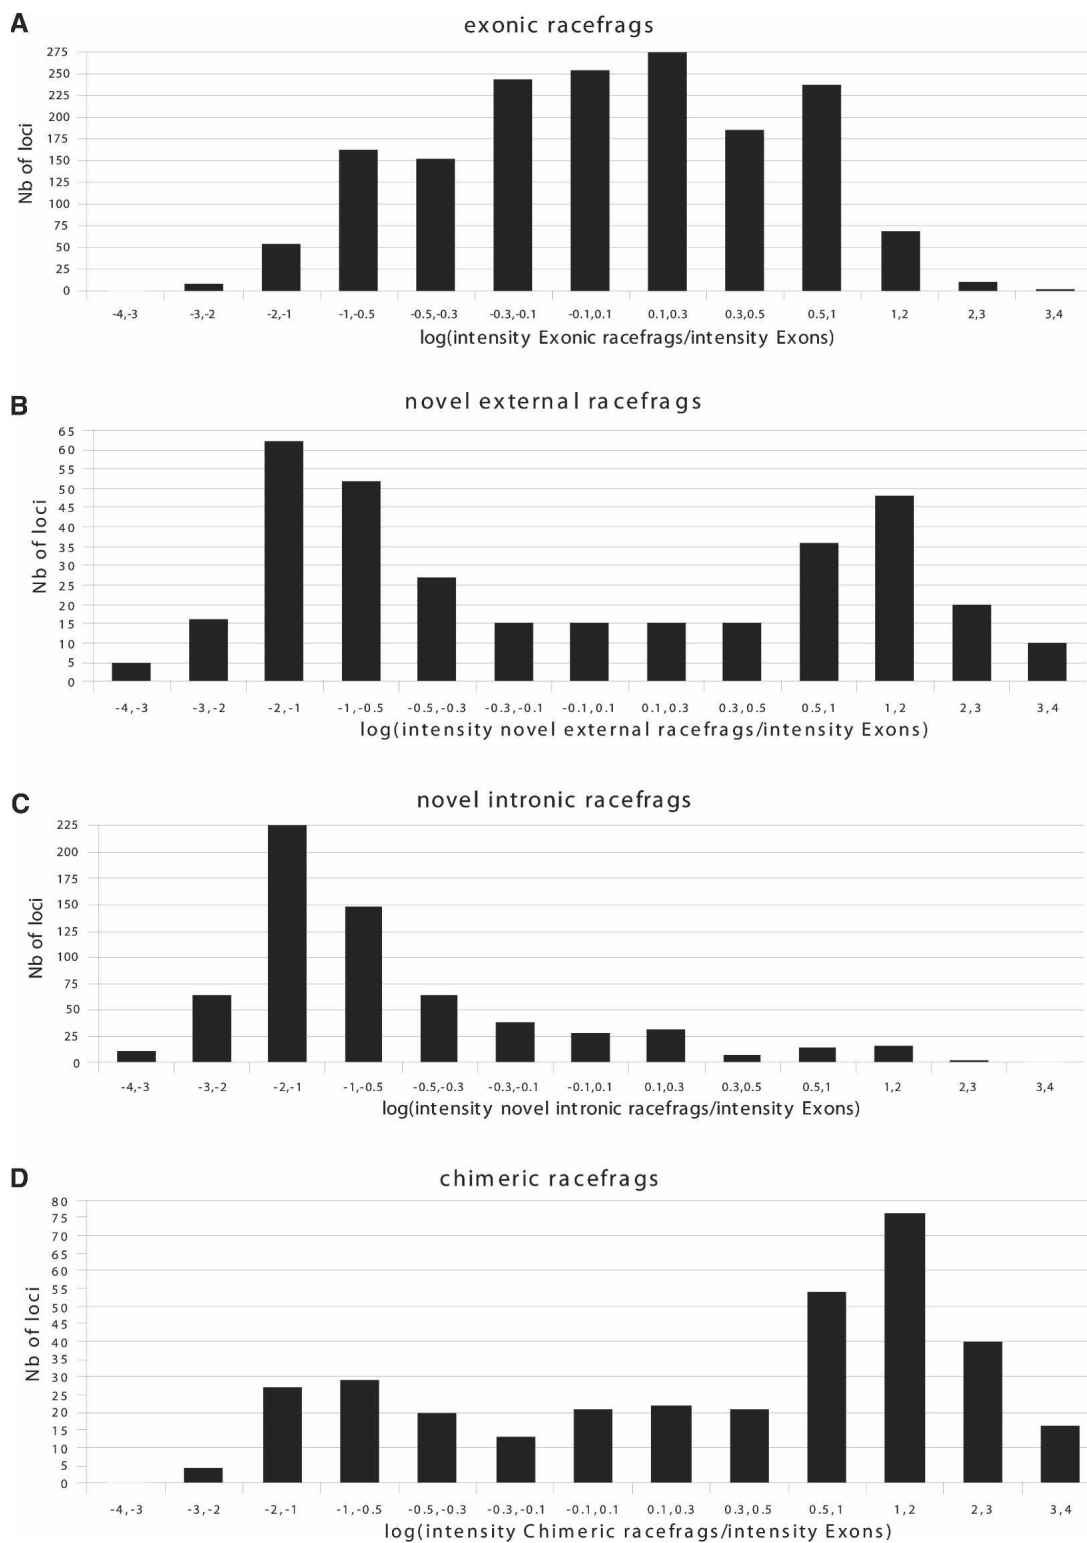 A
exonic racefrags
Nb of loci
275
250
225
200
175
150
125
100
75
50
25
0
-4,-3 -3,-2 -2,-1 -1,-0.5 -0.5,-0.3 -0.3,-0.1 -0.1,0.1 0.1,0.3 0.3,0.5 0.5,1 1,2 2,3 3,4
log(intensity Exonic racefrags/intensity Exons)
B
novel external racefrags
Nb of loci
65
60
55
50
45
40
35
30
25
20
15
10
5
0
-4,-3 -3,-2 -2,-1 -1,-0.5 -0.5,-0.3 -0.3,-0.1 -0.1,0.1 0.1,0.3 0.3,0.5 0.5,1 1,2 2,3 3,4
log(intensity novel external racefrags/intensity Exons)
C
novel intronic racefrags
Nb of loci
225
200
175
150
125
100
75
50
25
0
-4,-3 -3,-2 -2,-1 -1,-0.5 -0.5,-0.3 -0.3,-0.1 -0.1,0.1 0.1,0.3 0.3,0.5 0.5,1 1,2 2,3 3,4
log(intensity novel intronic racefrags/intensity Exons)
D
chimeric racefrags
Nb of loci
80
75
70
65
60
55
50
45
40
35
30
25
20
15
10
5
0
-4,-3 -3,-2 -2,-1 -1,-0.5 -0.5,-0.3 -0.3,-0.1 -0.1,0.1 0.1,0.3 0.3,0.5 0.5,1 1,2 2,3 3,4
log(intensity Chimeric racefrags/intensity Exons)